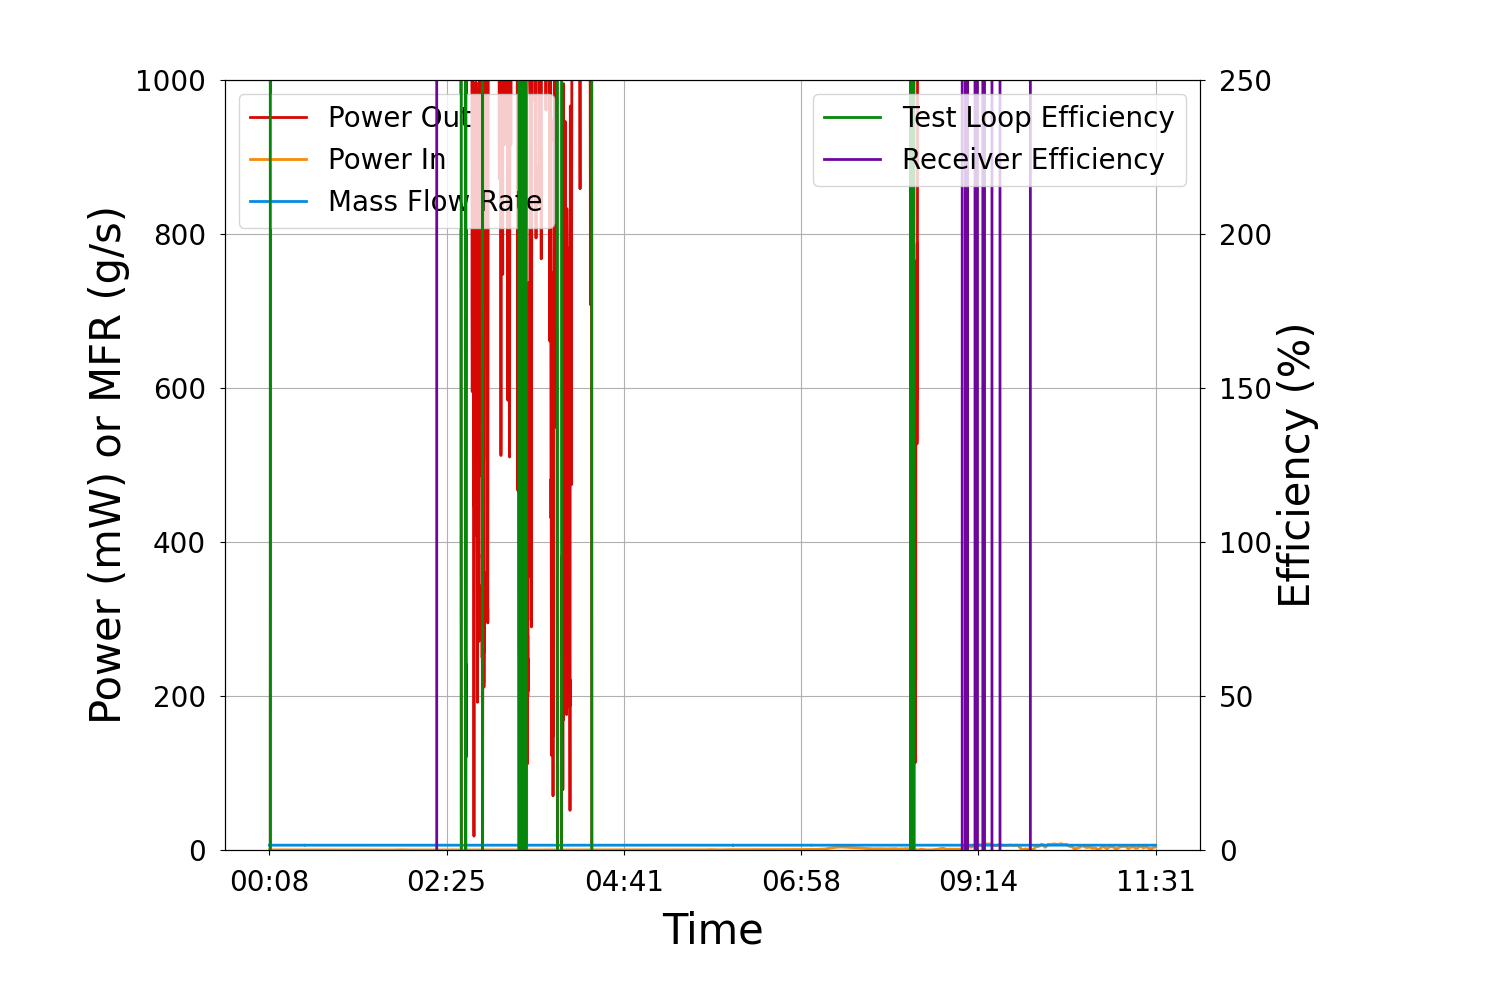 1000
800
600
400
200
0
Power (mW) or MFR (g/s)
Power Out
Power In
Mass Flow Rate
Test Loop Efficiency
Receiver Efficiency
250
200
150
100
50
0
Efficiency (%)
00:08 02:25 04:41 06:58 09:14 11:31
Time